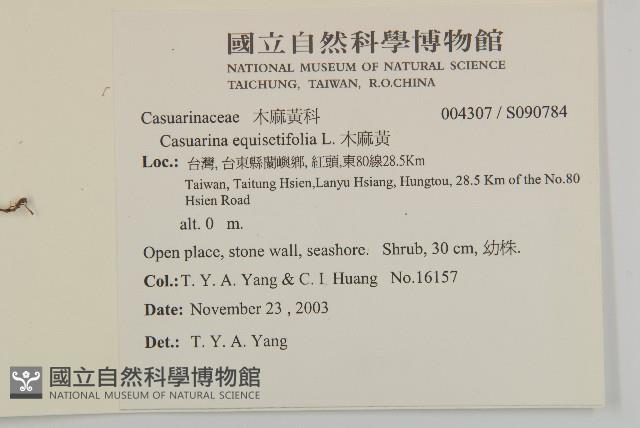 國立自然科學博物館
NATIONAL MUSEUM OF NATURAL SCIENCE
TAICHUNG, TAIWAN, R.O.CHINA
Casuarinaceae 木麻黃科 004307 / S090784
Casuarina equisetifolia L. 木麻黃
Loc.: 台灣, 台東縣蘭嶼鄉, 紅頭, 東80線28.5Km
Taiwan, Taitung Hsien,Lanyu Hsiang, Hungtou, 28.5 Km of the No.80
Hsien Road
alt. 0 m.
Open place, stone wall, seashore. Shrub, 30 cm, 幼株.
Col.: T. Y. A. Yang & C. I. Huang No.16157
Date: November 23 , 2003
Det.: T. Y. A. Yang
國立自然科學博物館
NATIONAL MUSEUM OF NATURAL SCIENCE